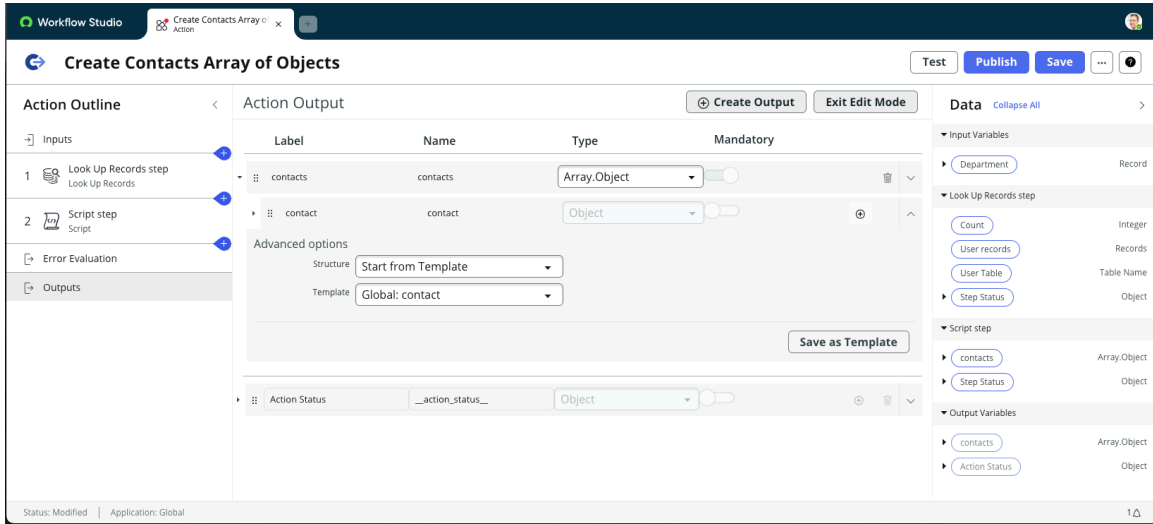 Workflow Studio
Create Contacts Array of
Action
Create Contacts Array of Objects
Test
Publish
Save
Action Outline
Inputs
1 Look Up Records step
Look Up Records
2 Script step
Script
Error Evaluation
Outputs
Action Output
Create Output
Exit Edit Mode
Label Name Type Mandatory
contacts contacts Array.Object
contact contact Object
Advanced options
Structure Start from Template
Template Global: contact
Save as Template
Action Status __action_status__ Object
Data Collapse All
Input Variables
Department Record
Look Up Records step
Count Integer
User records Records
User Table Table Name
Step Status Object
Script step
contacts Array.Object
Step Status Object
Output Variables
contacts Array.Object
Action Status Object
Status: Modified | Application: Global
1